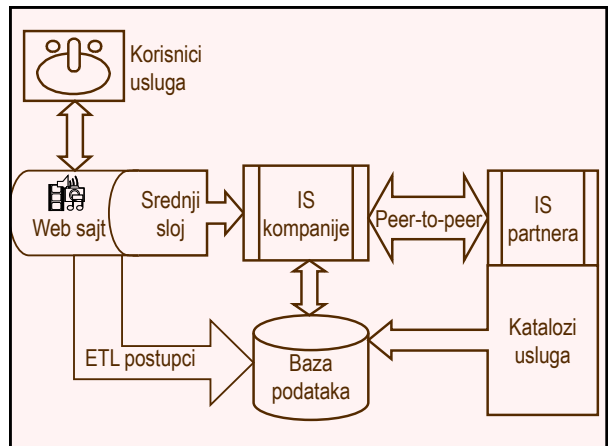 Korisnici
usluga
Web sajt
Srednji
sloj
IS
kompanije
Peer-to-peer
IS
partnera
ETL postupci
Baza
podataka
Katalozi
usluga